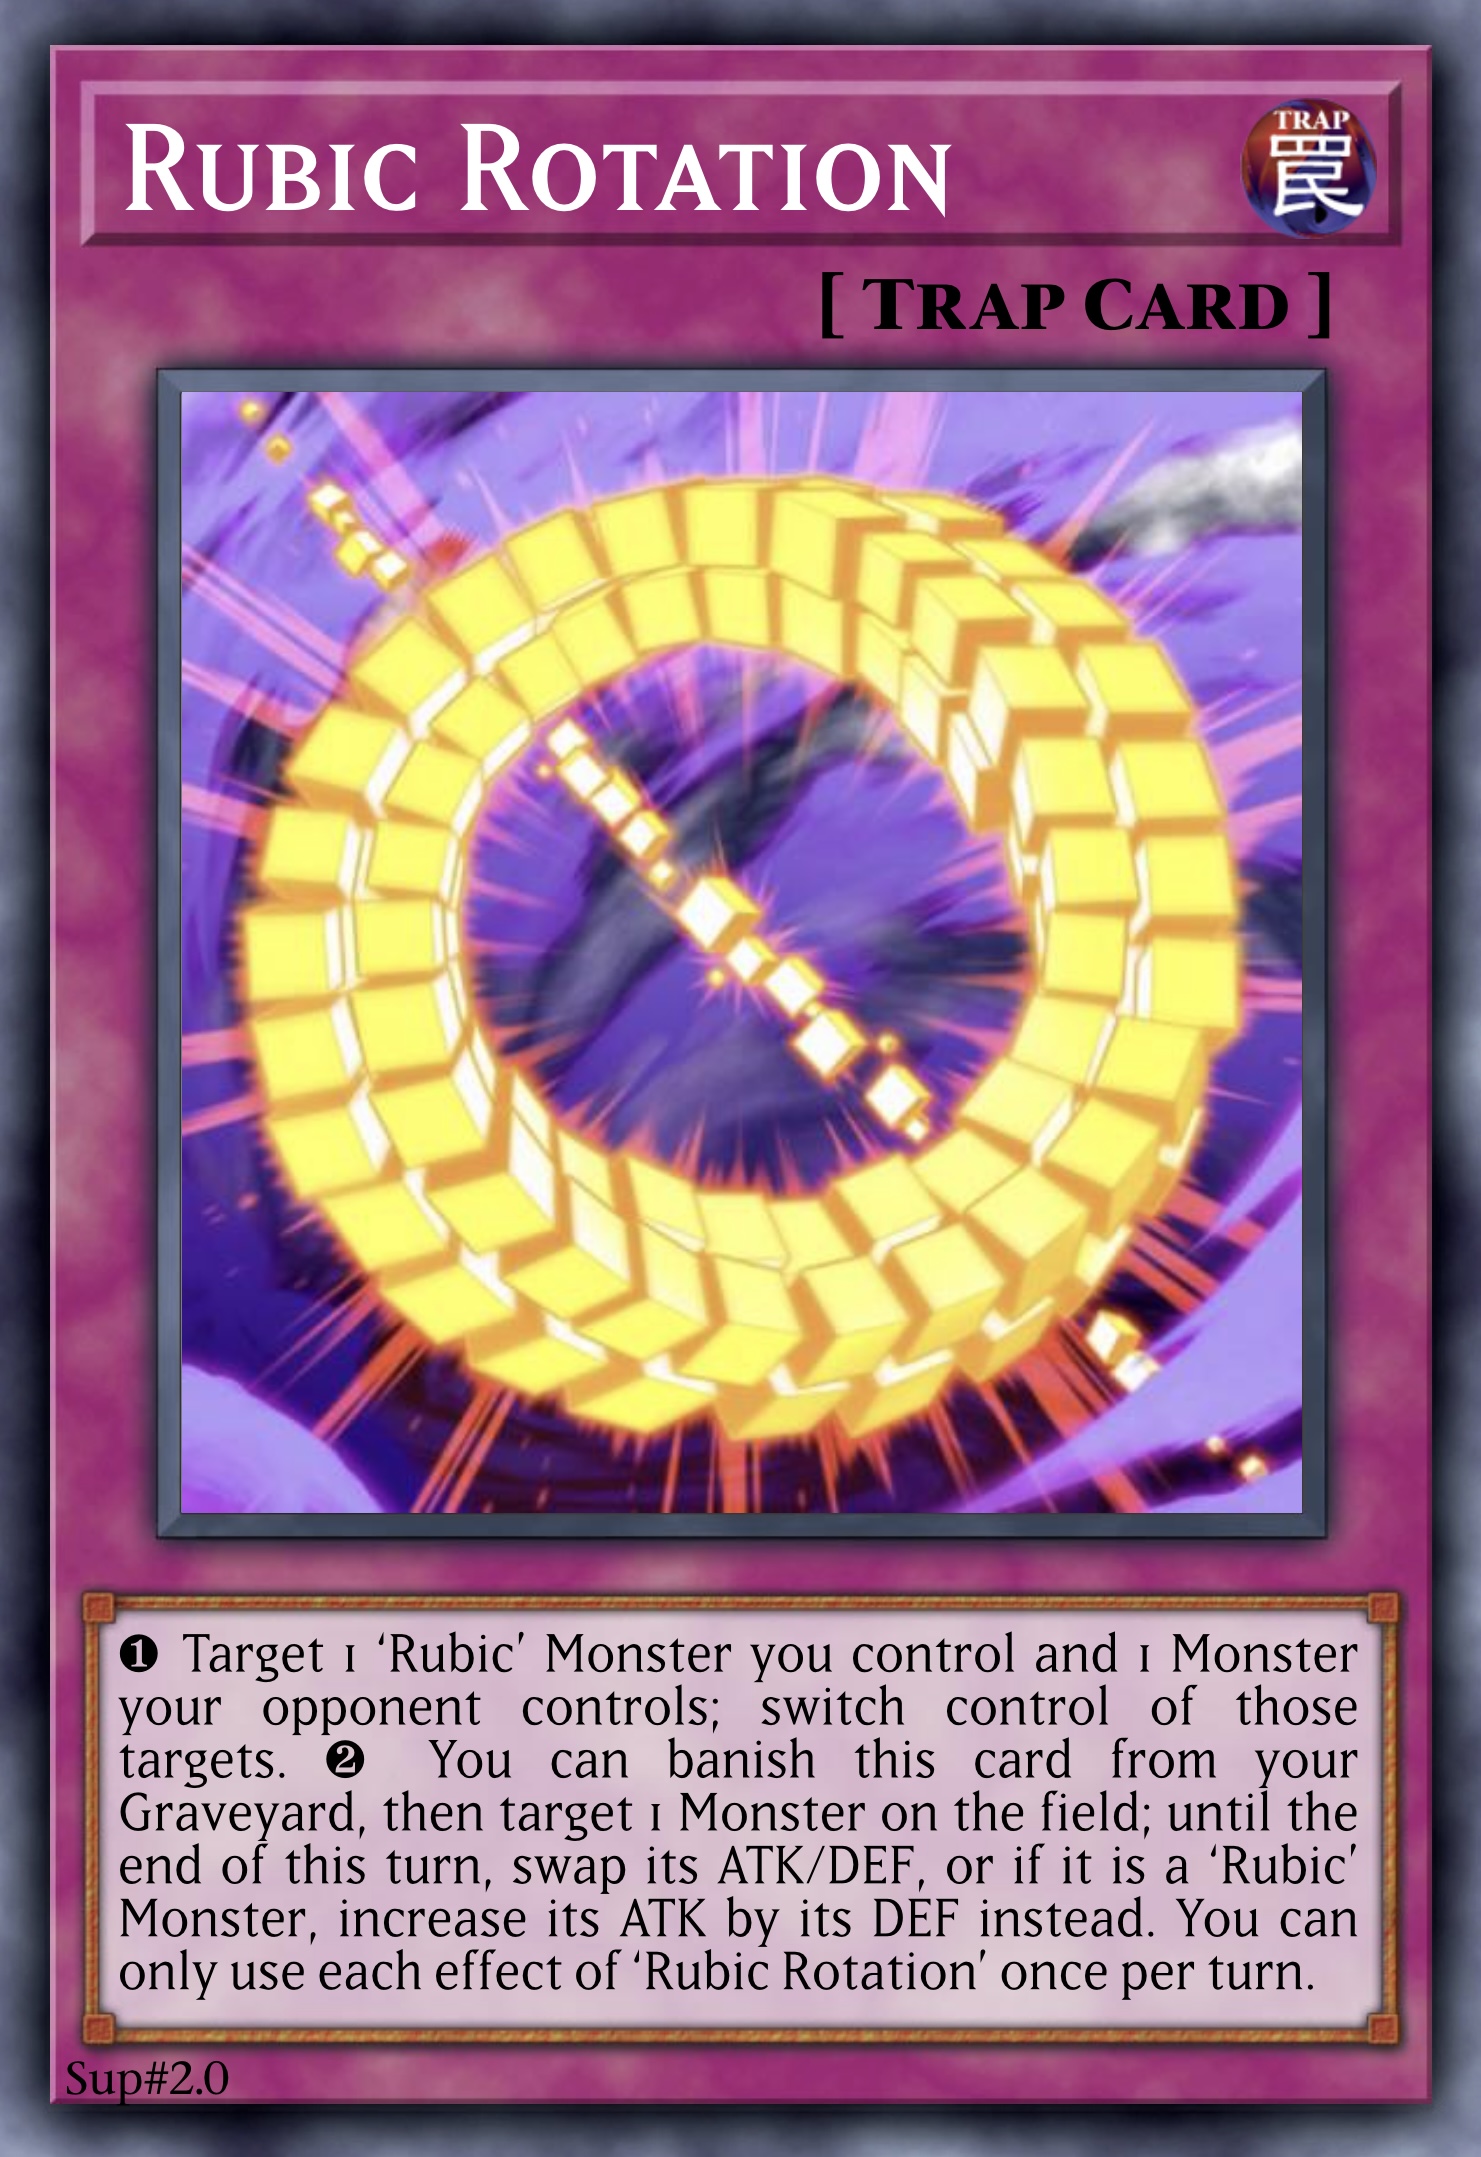 Rubic Rotation
TRAP
罠
[ Trap Card ]
❶ Target 1 ‘Rubic’ Monster you control and 1 Monster
your opponent controls; switch control of those
targets. ❷ You can banish this card from your
Graveyard, then target 1 Monster on the field; until the
end of this turn, swap its ATK/DEF, or if it is a ‘Rubic’
Monster, increase its ATK by its DEF instead. You can
only use each effect of ‘Rubic Rotation’ once per turn.
Sup#2.0